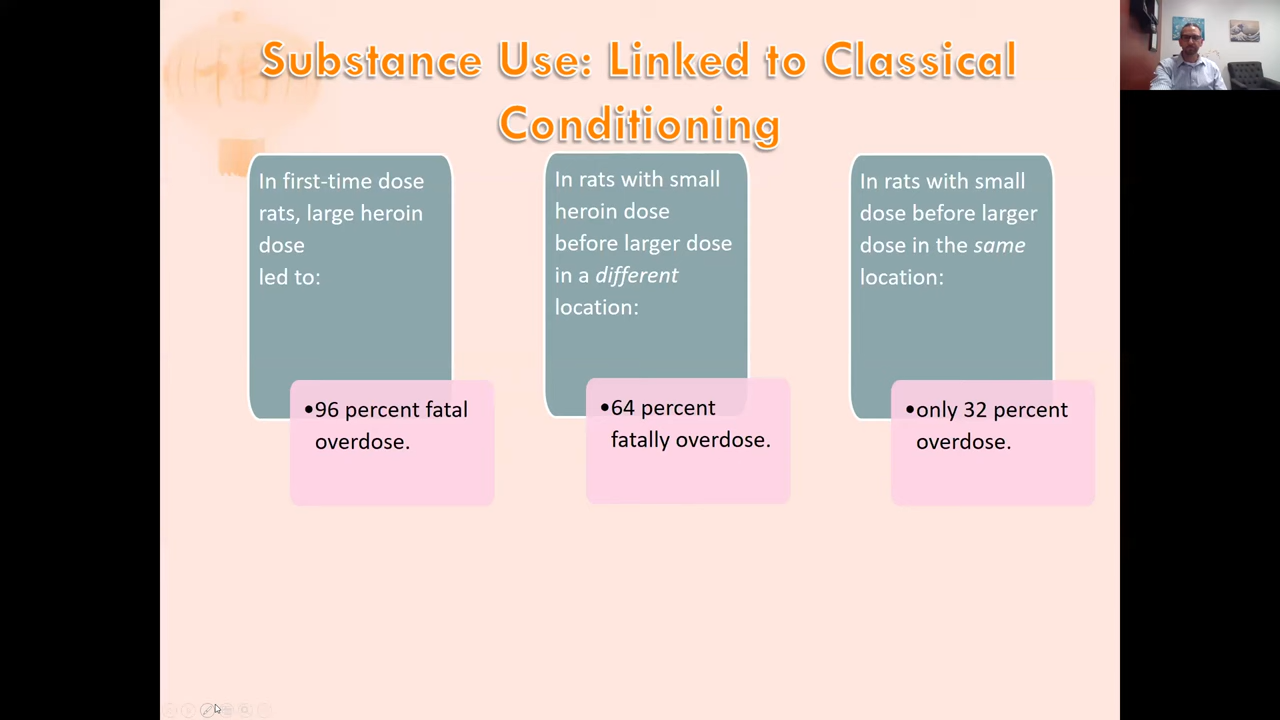 Substance Use: Linked to Classical
Conditioning
In first-time dose
rats, large heroin
dose
led to:
•96 percent fatal
overdose.
In rats with small
heroin dose
before larger dose
in a different
location:
•64 percent
fatally overdose.
In rats with small
dose before larger
dose in the same
location:
•only 32 percent
overdose.